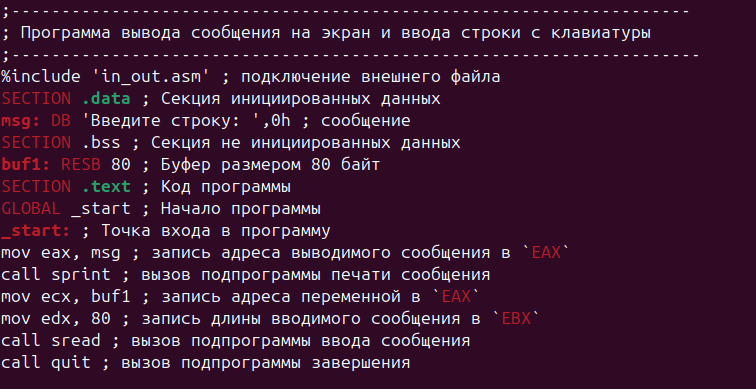 ;---------------------------------------------------------------
; Программа вывода сообщения на экран и ввода строки с клавиатуры
;----------------------------------------------------------------
%include 'in_out.asm' ; подключение внешнего файла
SECTION .data ; Секция инициированных данных
msg: DB 'Введите строку: ',0h ; сообщение
SECTION .bss ; Секция не инициированных данных
buf1: RESB 80 ; Буфер размером 80 байт
SECTION .text ; Код программы
GLOBAL _start ; Начало программы
_start: ; Точка входа в программу
mov eax, msg ; запись адреса выводимого сообщения в `EAX`
call sprint ; вызов подпрограммы печати сообщения
mov ecx, buf1 ; запись адреса переменной в `EAX`
mov edx, 80 ; запись длины вводимого сообщения в `EBX`
call sread ; вызов подпрограммы ввода сообщения
call quit ; вызов подпрограммы завершения